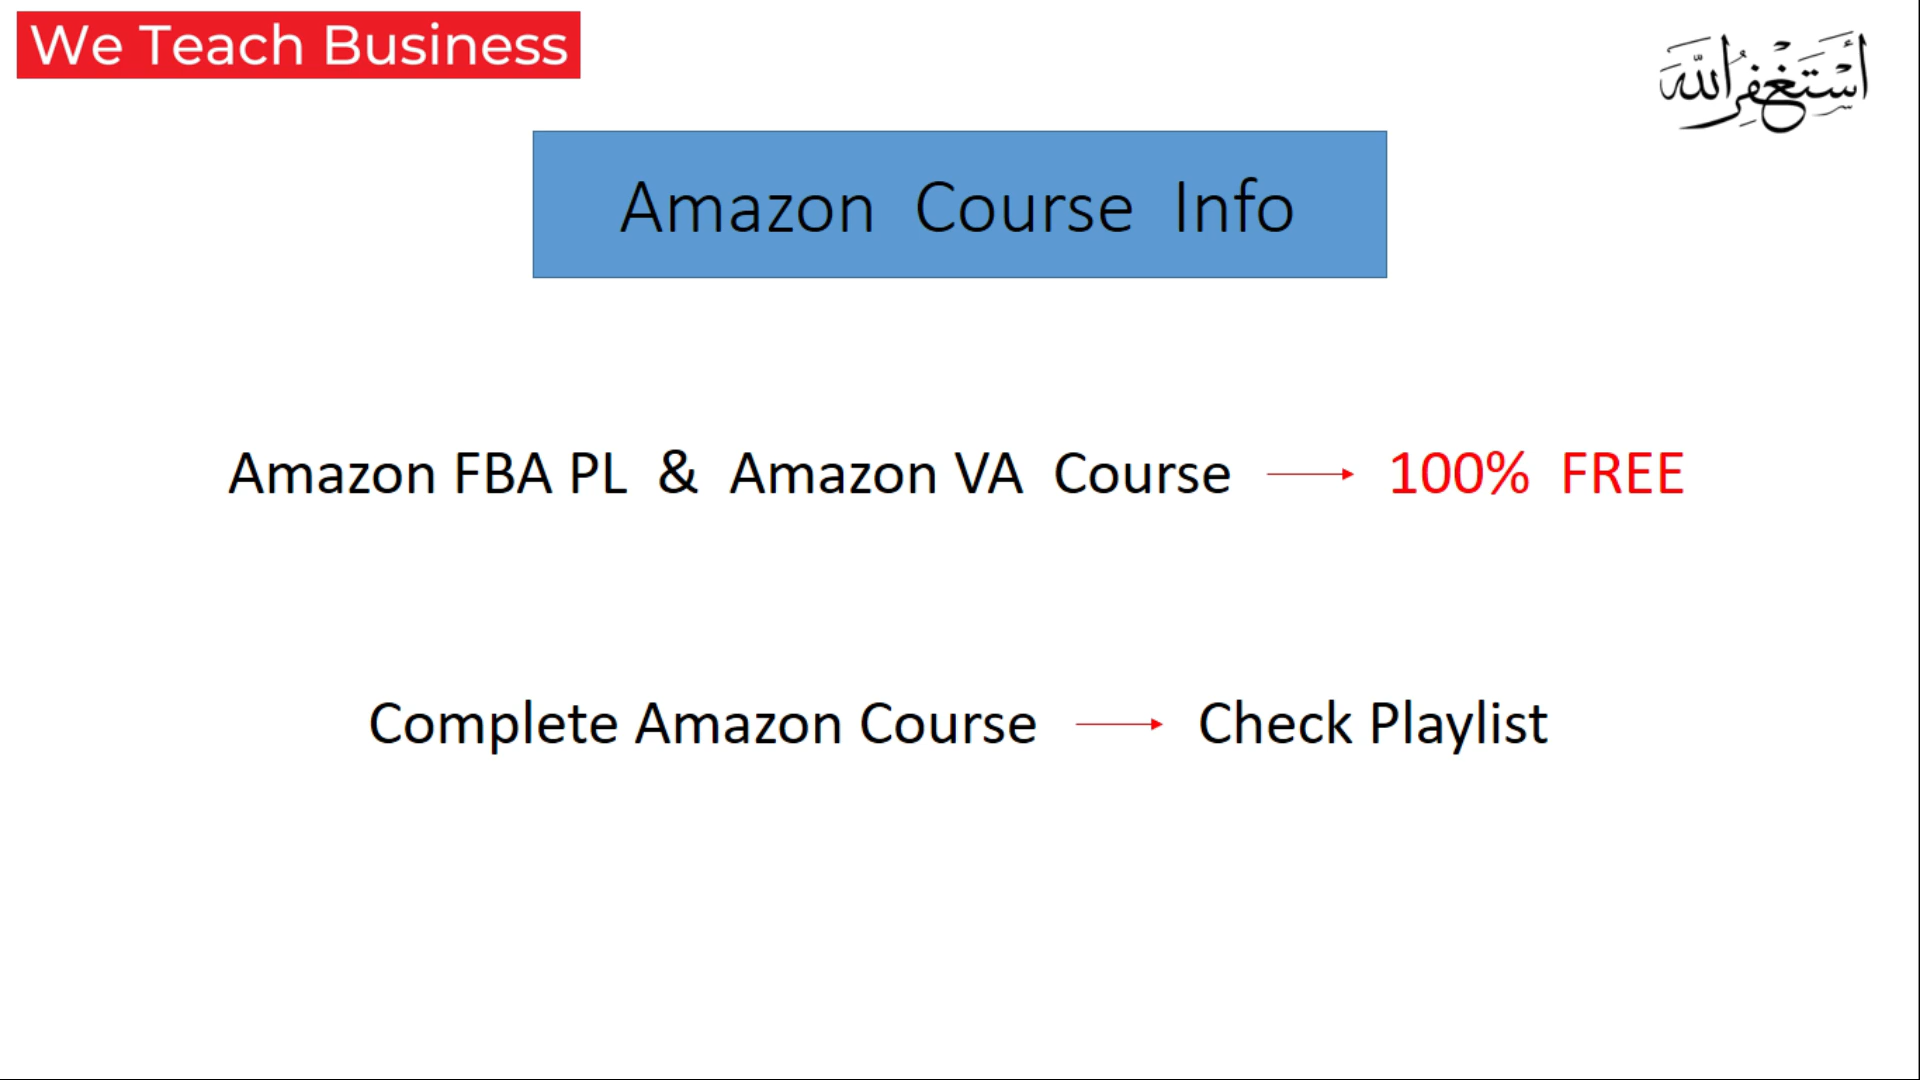 We Teach Business
أَسْتَغْفِرُ اللّٰه
Amazon Course Info
Amazon FBA PL & Amazon VA Course → 100% FREE
Complete Amazon Course → Check Playlist